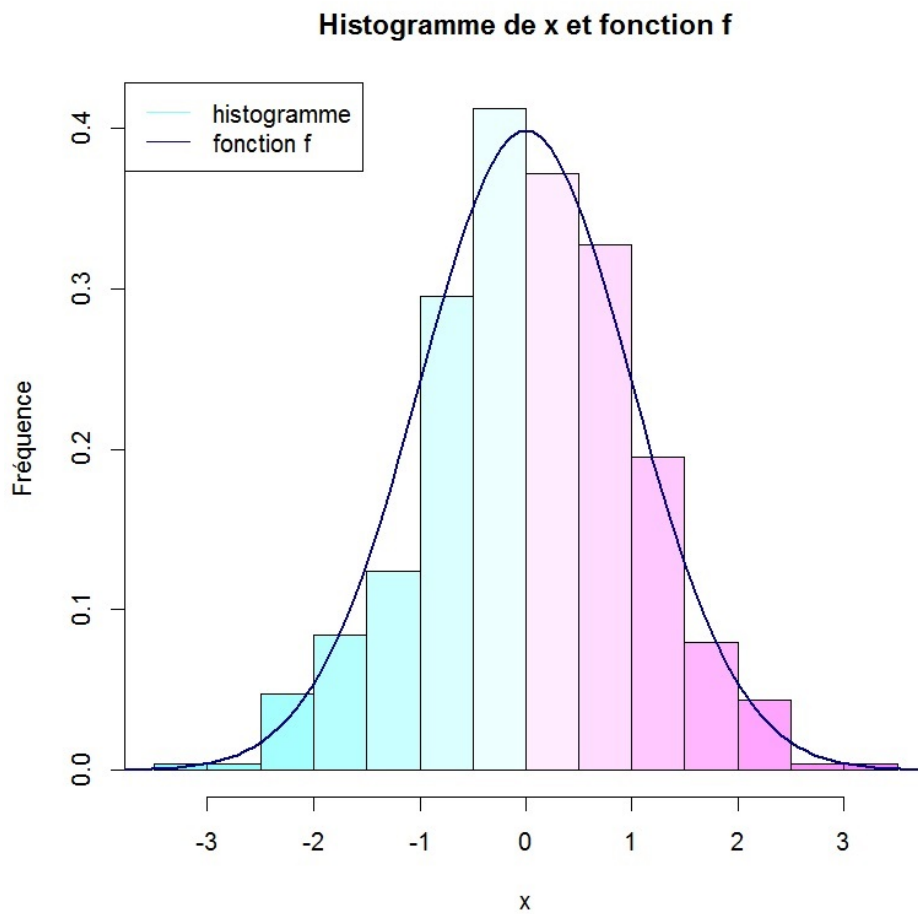 Histogramme de x et fonction f
histogramme
fonction f
0.4
0.3
0.2
0.1
0.0
Fréquence
-3 -2 -1 0 1 2 3
x